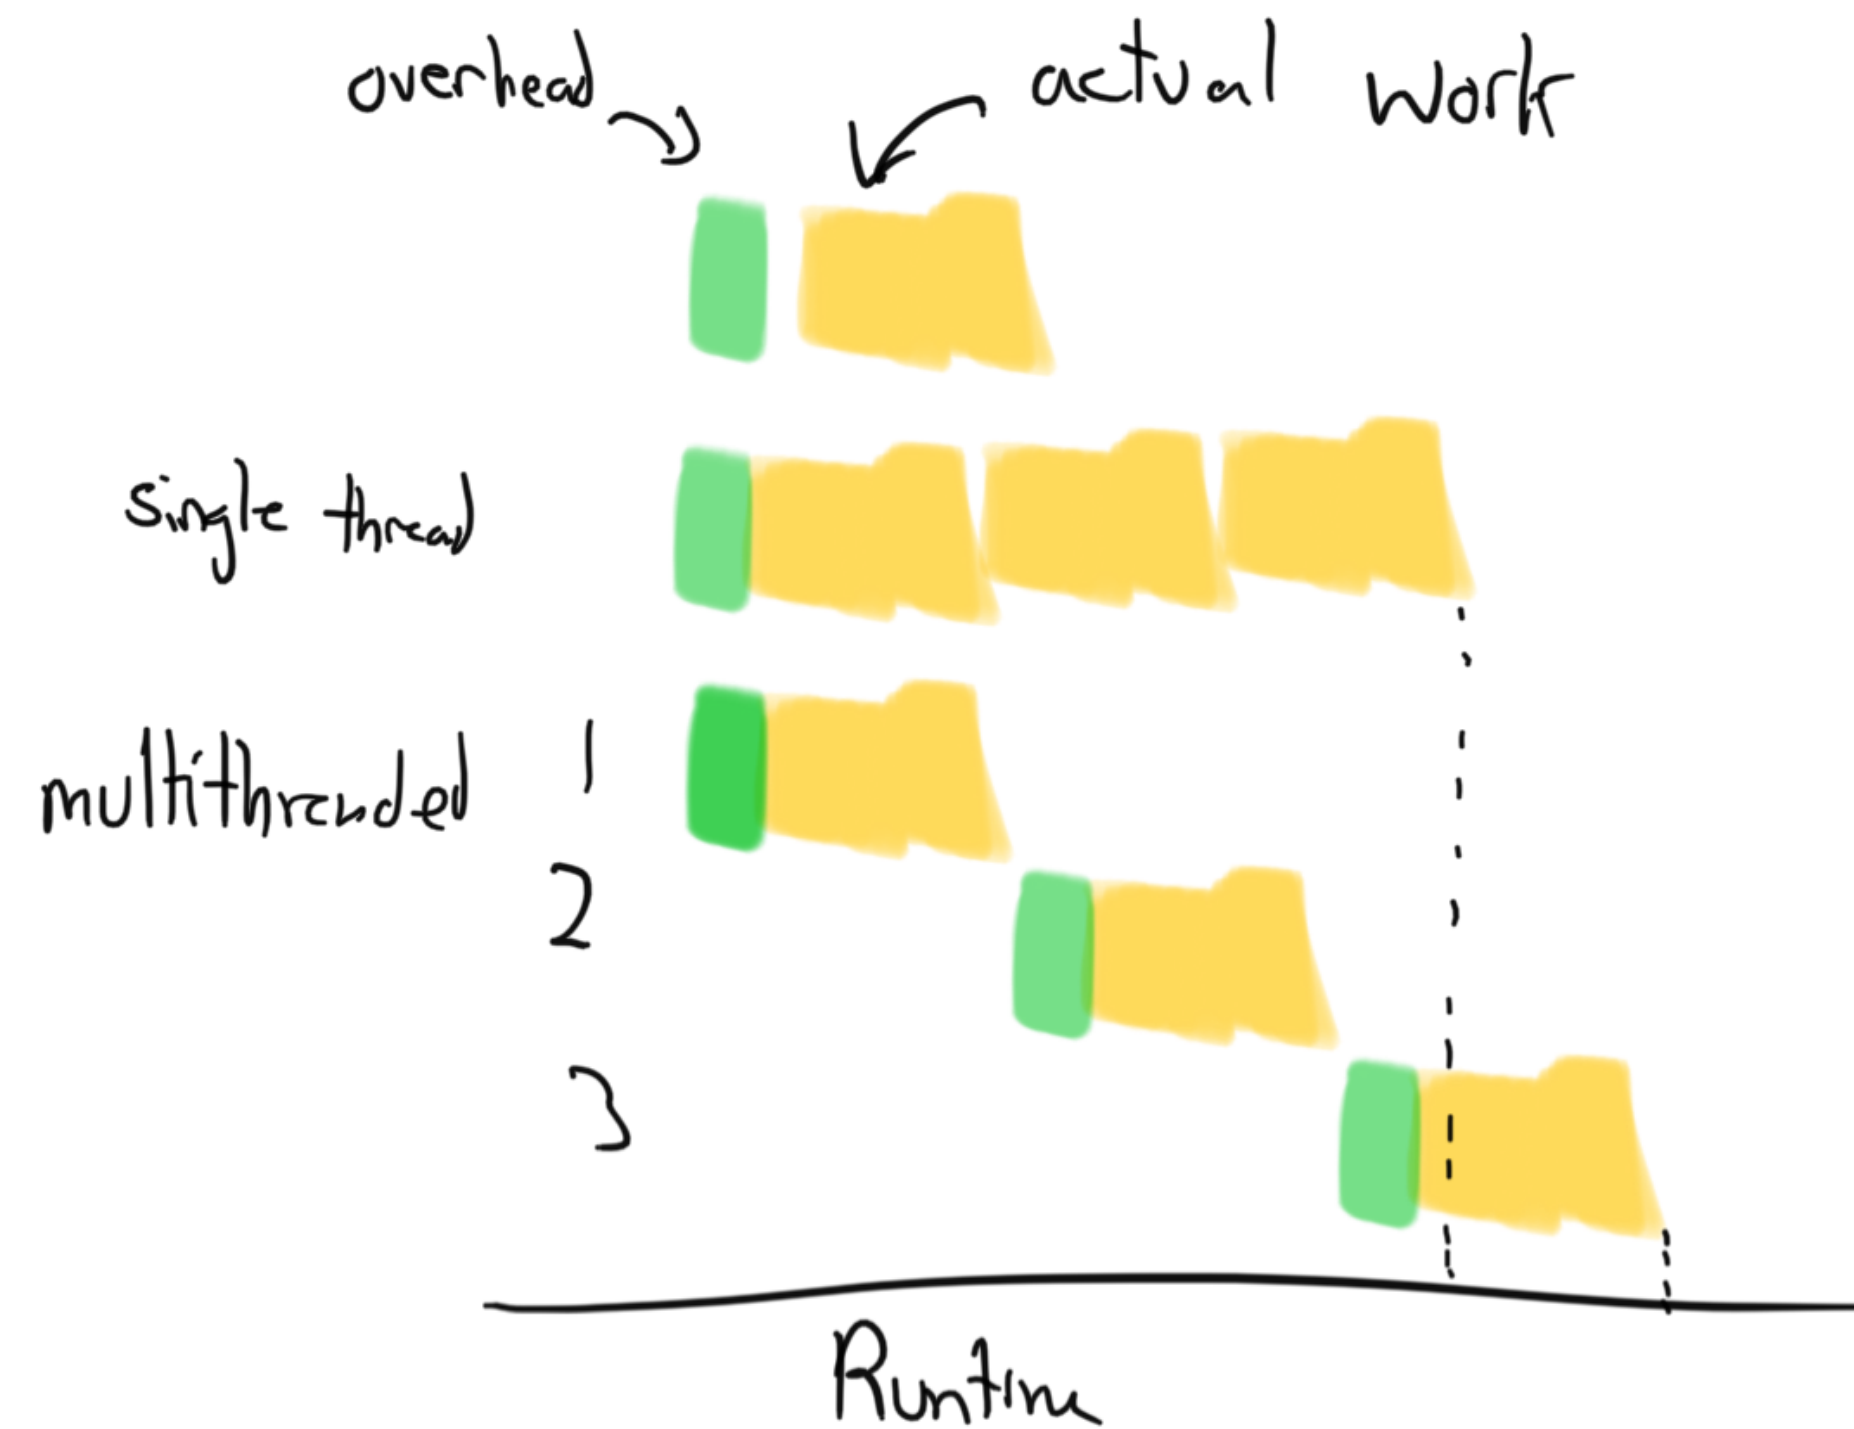 overhead actual work
single thread
multithreaded 1
2
3
Runtime